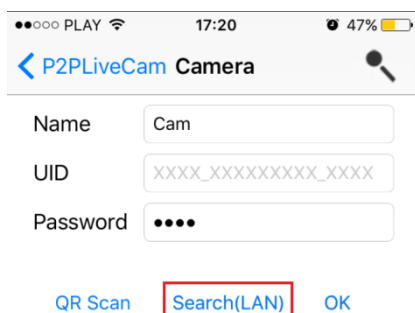 PLAY 17:20 47%
P2PLiveCam Camera
Name Cam
UID XXXX_XXXXXXXXX_XXXX
Password ••••
QR Scan Search(LAN) OK